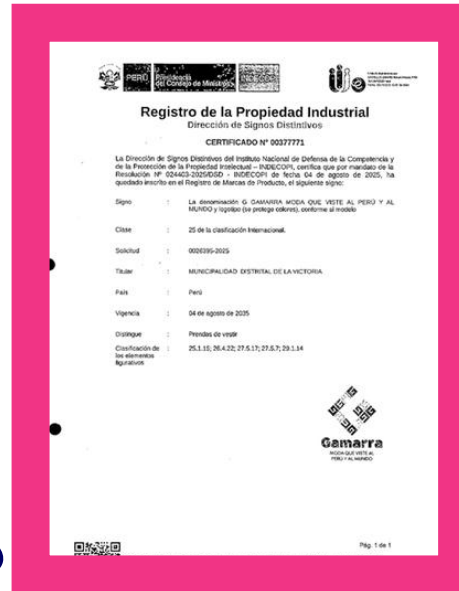 PERÚ Presidencia
del Consejo de Ministros INDECOPI
Registro de la Propiedad Industrial
Dirección de Signos Distintivos
CERTIFICADO N° 00377771
La Dirección de Signos Distintivos del Instituto Nacional de Defensa de la Competencia y
de la Protección de la Propiedad Intelectual – INDECOPI, certifica que por mandato de la
Resolución N° 024403-2025/DSD - INDECOPI de fecha 04 de agosto de 2025, ha
quedado inscrito en el Registro de Marcas de Producto, el siguiente signo:
Signo : La denominación G GAMARRA MODA QUE VISTE AL PERÚ Y AL
MUNDO y logotipo (se protege colores), conforme al modelo
Clase : 25 de la clasificación Internacional.
Solicitud : 0028395-2025
Titular : MUNICIPALIDAD DISTRITAL DE LA VICTORIA
País : Perú
Vigencia : 04 de agosto de 2035
Distingue : Prendas de vestir
Clasificación de : 25.1.15; 26.4.22; 27.5.17; 27.5.7; 29.1.14
los elementos
figurativos
Gamarra
MODA QUE VISTE AL
PERÚ Y AL MUNDO
Pág. 1 de 1